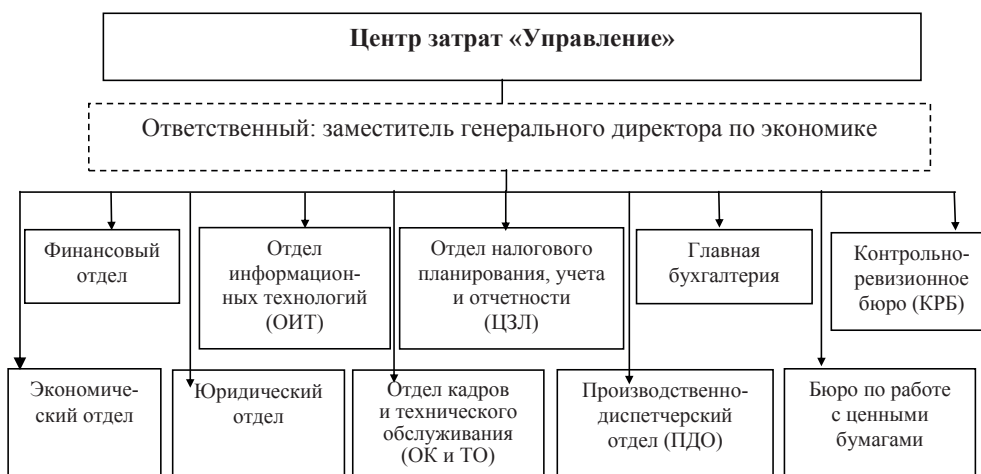 Центр затрат «Управление»
Ответственный: заместитель генерального директора по экономике
Финансовый
отдел
Отдел
информацион-
ных технологий
(ОИТ)
Отдел налогового
планирования, учета
и отчетности
(ЦЗЛ)
Главная
бухгалтерия
Контрольно-
ревизионное
бюро (КРБ)
Экономиче-
ский отдел
Юридический
отдел
Отдел кадров
и технического
обслуживания
(ОК и ТО)
Производственно-
диспетчерский
отдел (ПДО)
Бюро по работе
с ценными
бумагами